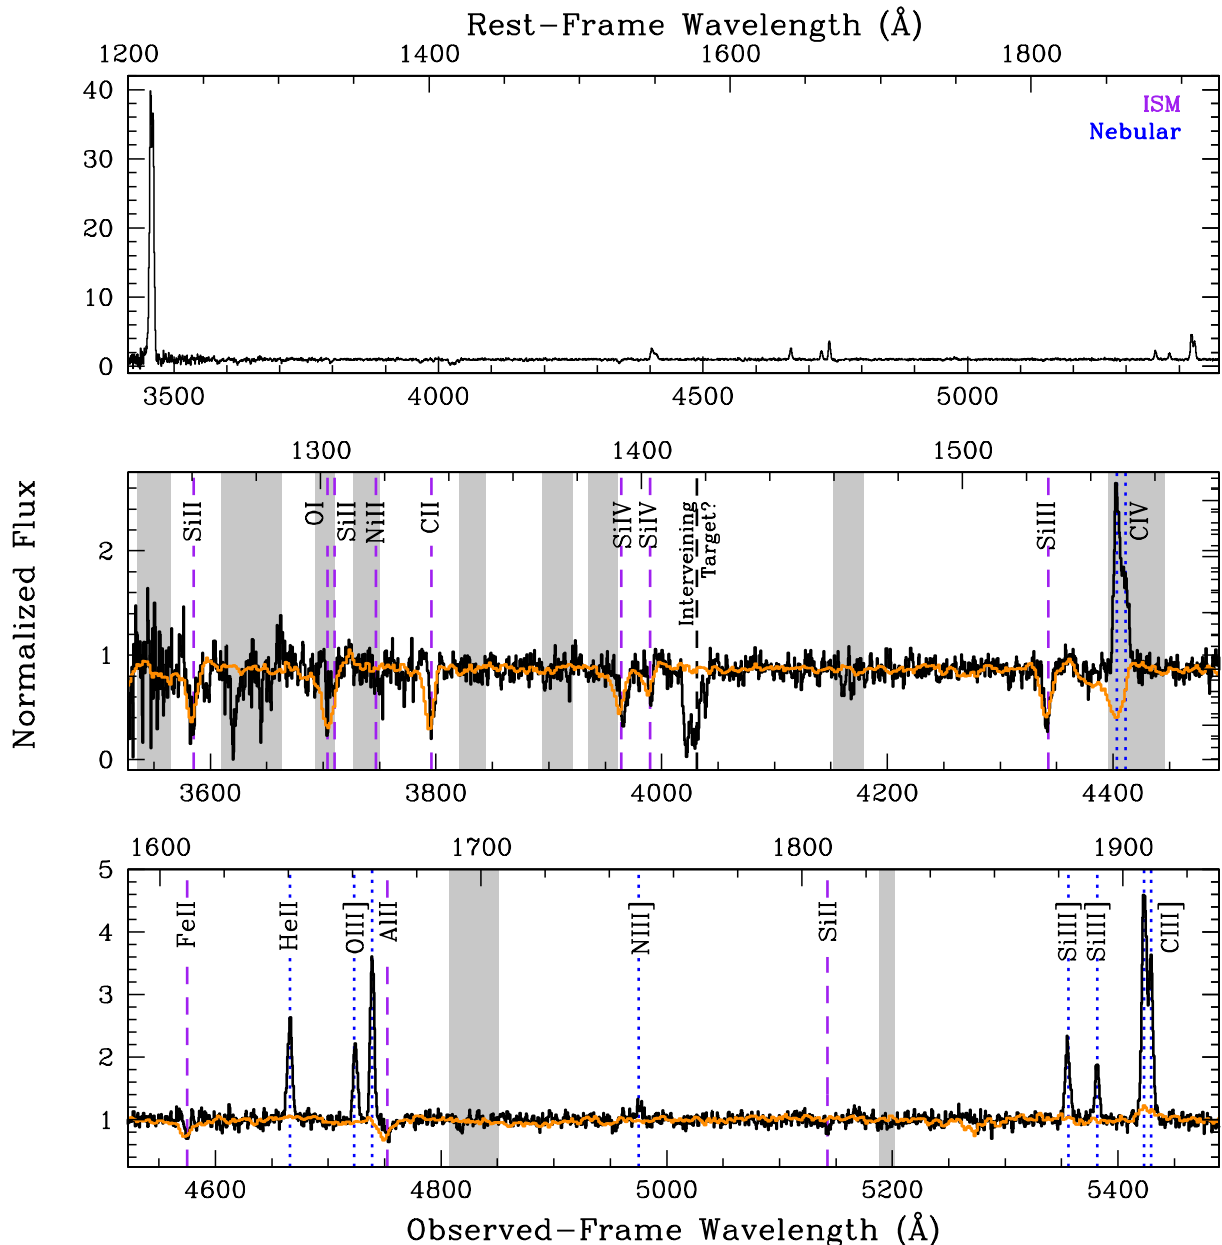 Rest-Frame Wavelength (Å)
1200 1400 1600 1800
40
30
20
10
0
ISM
Nebular
3500 4000 4500 5000
1300 1400 1500
2
1
0
SiII
OI
SiII
NiII
CII
SiIV
SiIV
Interveining
Target?
SiIII
CIV
3600 3800 4000 4200 4400
Normalized Flux
1600 1700 1800 1900
5
4
3
2
1
FeII
HeII
OIII]
AlII
NIII]
SiII
SiIII]
SiIII]
CIII]
4600 4800 5000 5200 5400
Observed-Frame Wavelength (Å)